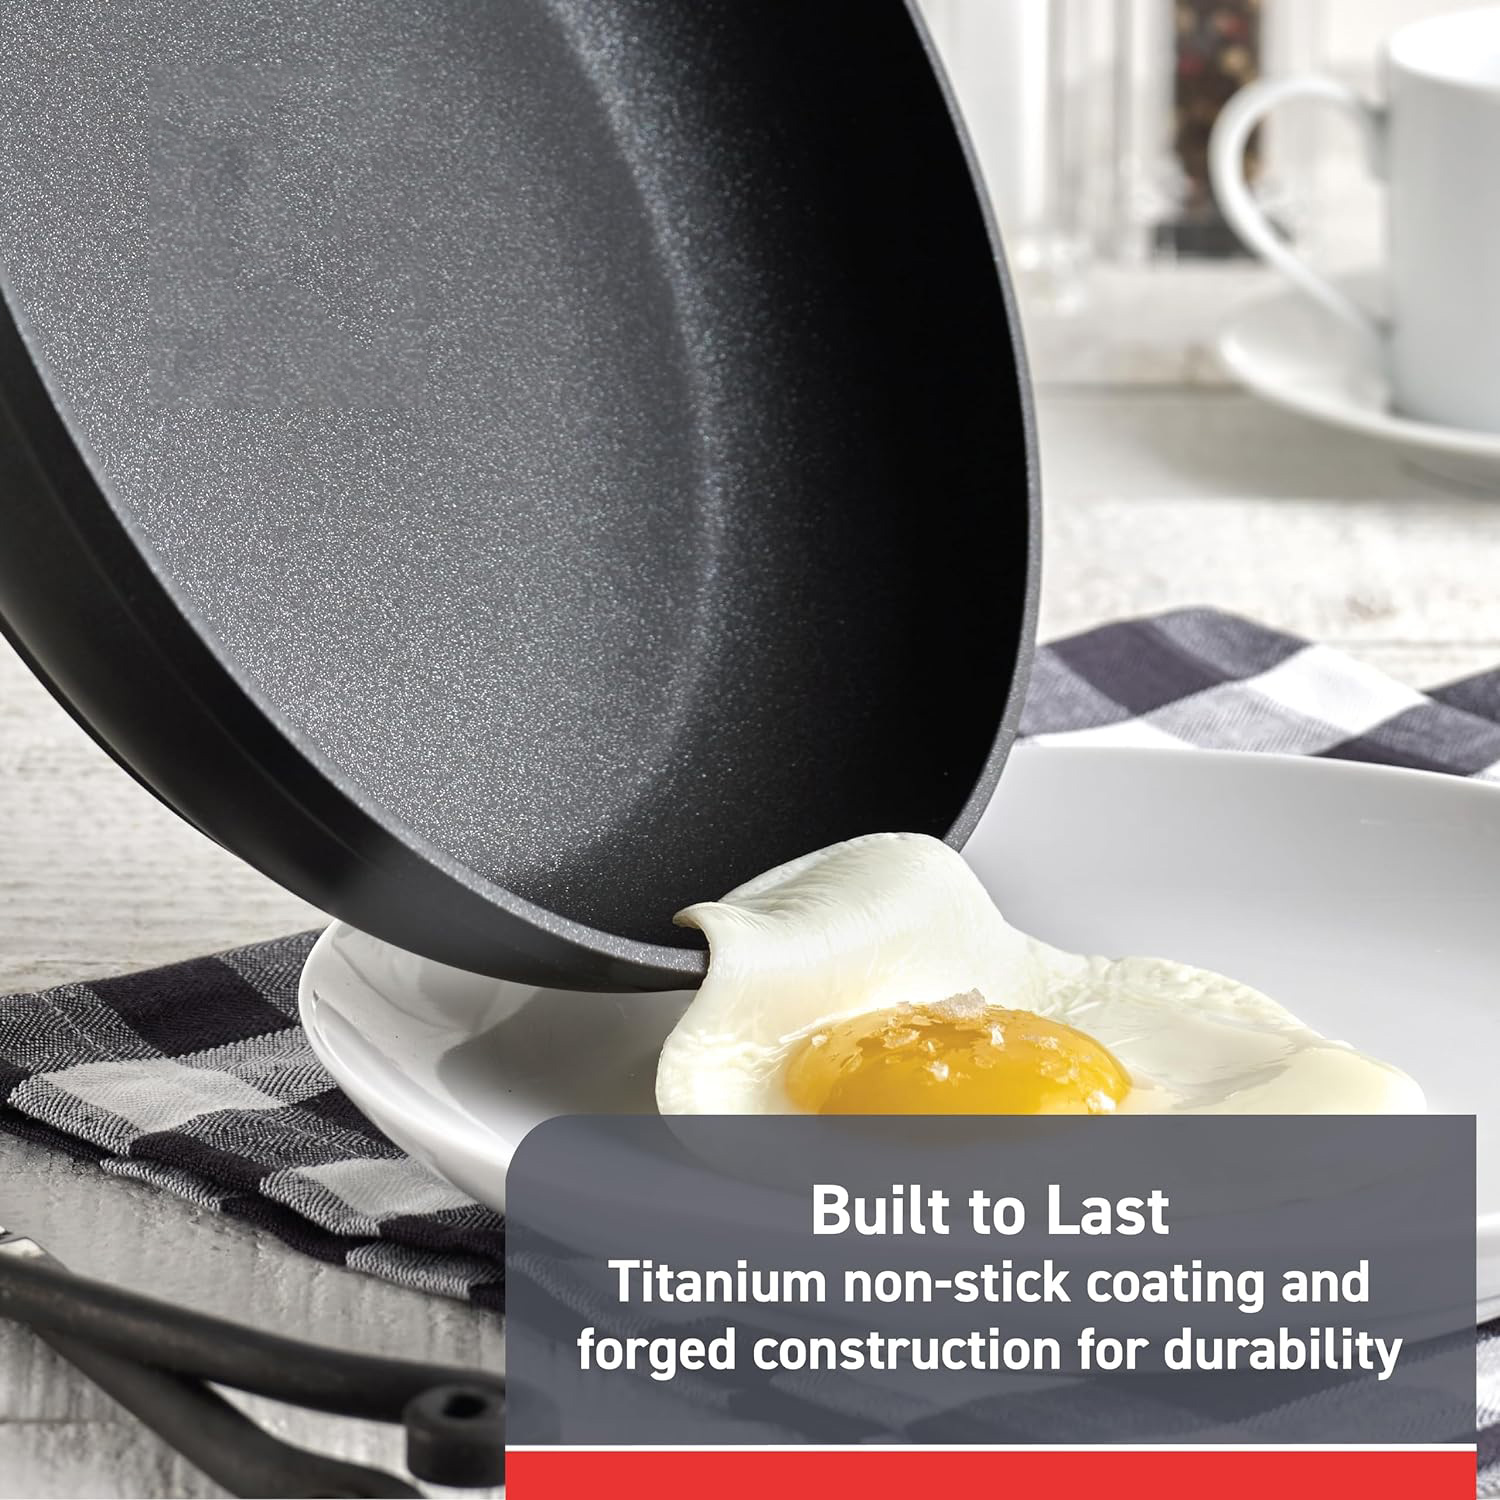 Built to Last
Titanium non-stick coating and
forged construction for durability